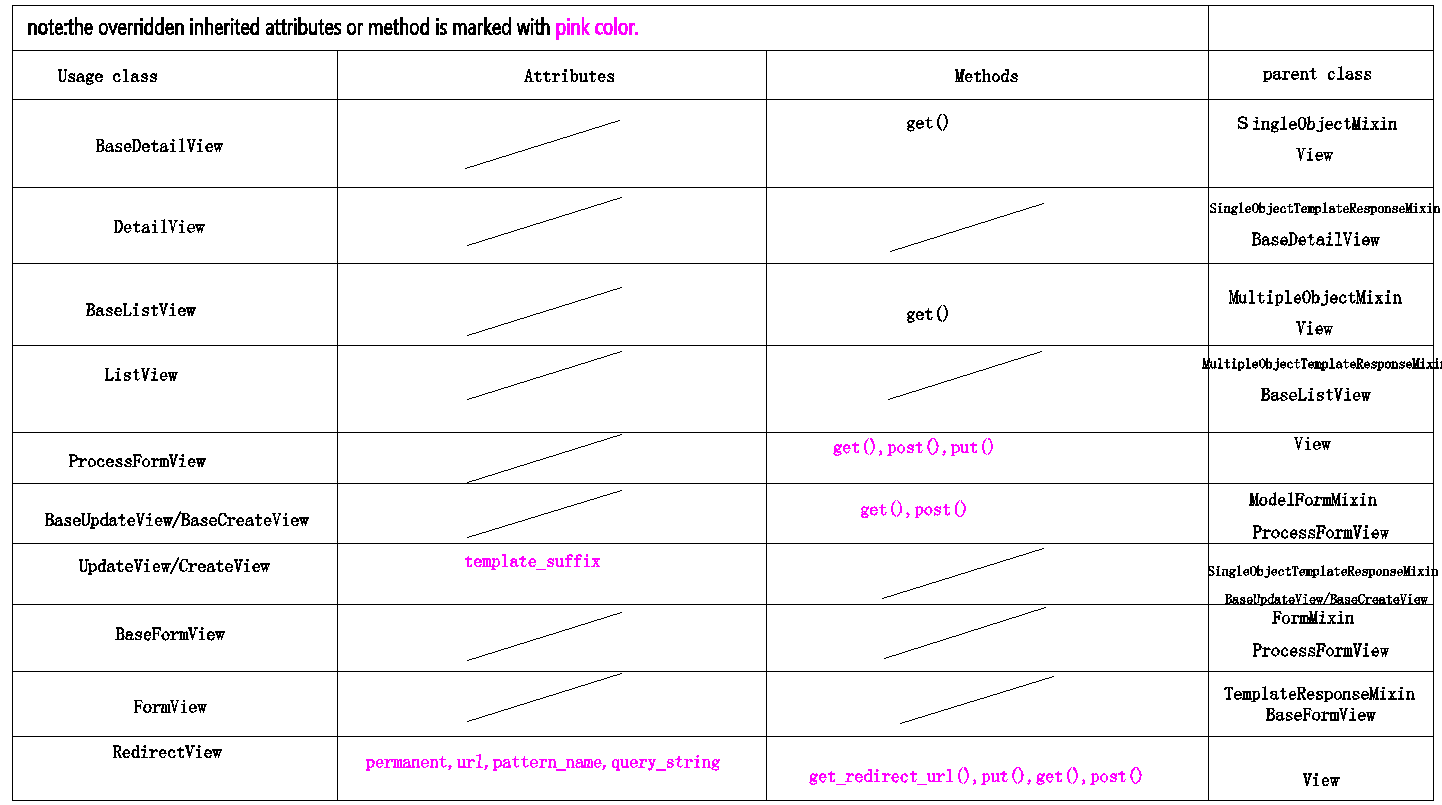 note:the overridden inherited attributes or method is marked with pink color.
Usage class Attributes Methods parent class
BaseDetailView get() SingleObjectMixin
View
DetailView SingleObjectTemplateResponseMixin
BaseDetailView
BaseListView get() MultipleObjectMixin
View
ListView MultipleObjectTemplateResponseMixin
BaseListView
ProcessFormView get(),post(),put() View
BaseUpdateView/BaseCreateView get(),post() ModelFormMixin
ProcessFormView
UpdateView/CreateView template_suffix SingleObjectTemplateResponseMixin
BaseUpdateView/BaseCreateView
BaseFormView FormMixin
ProcessFormView
FormView TemplateResponseMixin
BaseFormView
RedirectView permanent,url,pattern_name,query_string get_redirect_url(),put(),get(),post() View